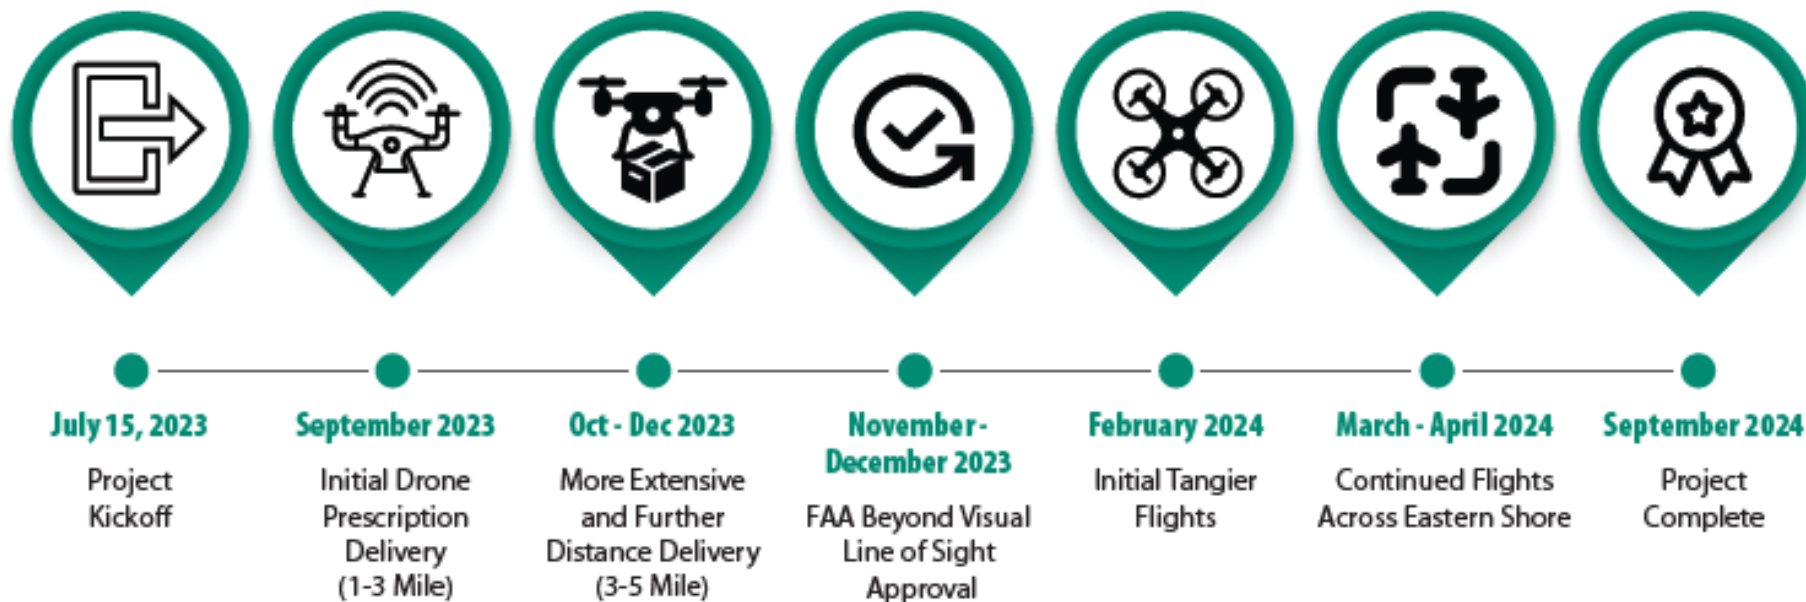 July 15, 2023
Project
Kickoff
September 2023
Initial Drone
Prescription
Delivery
(1-3 Mile)
Oct - Dec 2023
More Extensive
and Further
Distance Delivery
(3-5 Mile)
November -
December 2023
FAA Beyond Visual
Line of Sight
Approval
February 2024
Initial Tangier
Flights
March - April 2024
Continued Flights
Across Eastern Shore
September 2024
Project
Complete